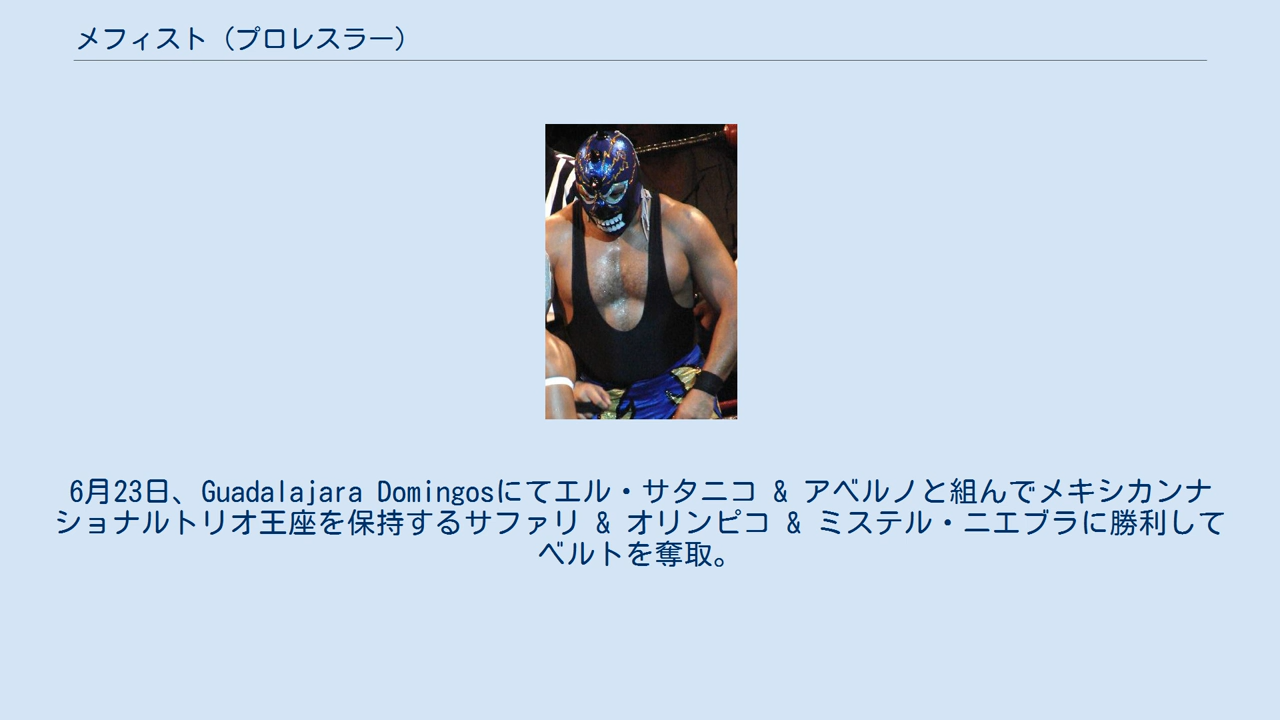 メフィスト（プロレスラー）
6月23日、Guadalajara Domingosにてエル・サタニコ & アベルノと組んでメキシカンナ
ショナルトリオ王座を保持するサファリ & オリンピコ & ミステル・ニエブラに勝利して
ベルトを奪取。